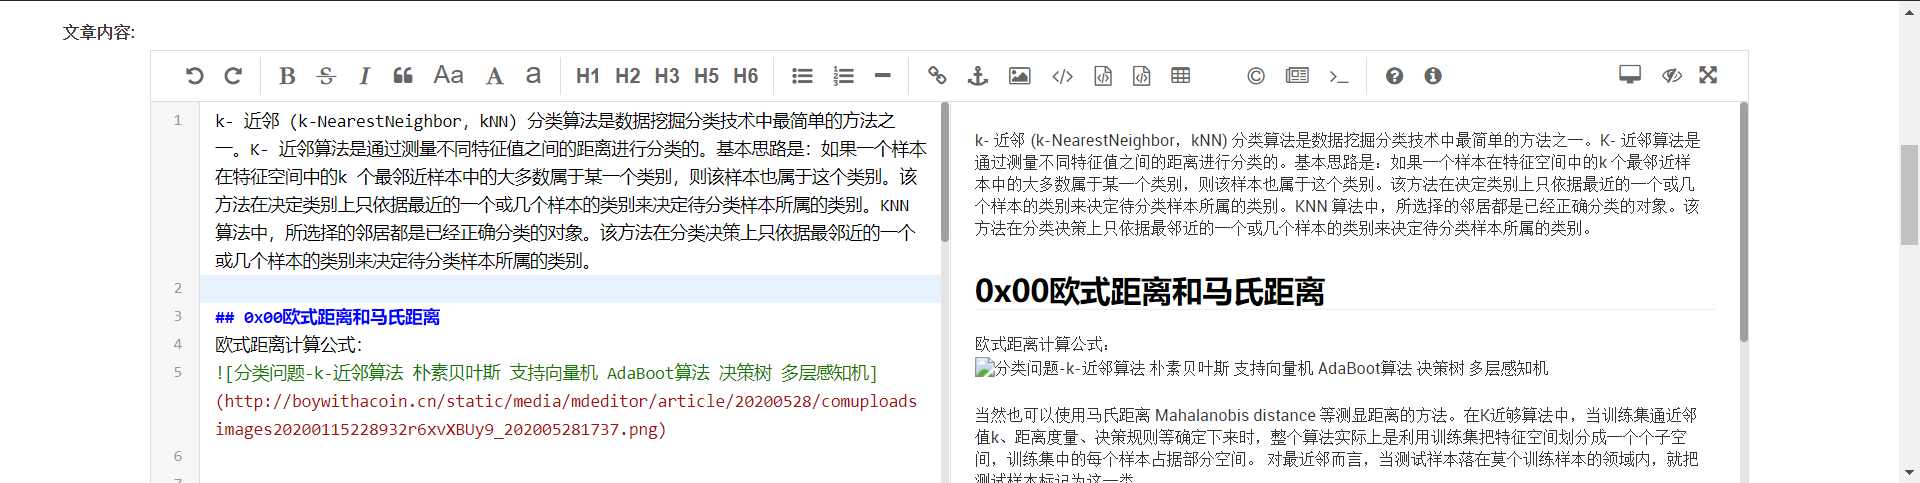 文章内容:
B S I Aa A a H1 H2 H3 H5 H6
1 k- 近邻 (k-NearestNeighbor, kNN) 分类算法是数据挖掘分类技术中最简单的方法之
一。K- 近邻算法是通过测量不同特征值之间的距离进行分类的。基本思路是: 如果一个样本
在特征空间中的k 个最邻近样本中的大多数属于某一个类别, 则该样本也属于这个类别。该
方法在决定类别上只依据最近的一个或几个样本的类别来决定待分类样本所属的类别。KNN
算法中, 所选择的邻居都是已经正确分类的对象。该方法在分类决策上只依据最邻近的一个
或几个样本的类别来决定待分类样本所属的类别。
2
3 ## 0x00欧式距离和马氏距离
4 欧式距离计算公式:
5 ![分类问题-k-近邻算法 朴素贝叶斯 支持向量机 AdaBoot算法 决策树 多层感知机]
(http://boywithacoin.cn/static/media/mdeditor/article/20200528/comuploads
images20200115228932r6xvXBUy9_202005281737.png)
6
7
k- 近邻 (k-NearestNeighbor, kNN) 分类算法是数据挖掘分类技术中最简单的方法之一。K- 近邻算法是
通过测量不同特征值之间的距离进行分类的。基本思路是: 如果一个样本在特征空间中的k 个最邻近样
本中的大多数属于某一个类别, 则该样本也属于这个类别。该方法在决定类别上只依据最近的一个或几
个样本的类别来决定待分类样本所属的类别。KNN 算法中, 所选择的邻居都是已经正确分类的对象。该
方法在分类决策上只依据最邻近的一个或几个样本的类别来决定待分类样本所属的类别。
0x00欧式距离和马氏距离
欧式距离计算公式:
分类问题-k-近邻算法 朴素贝叶斯 支持向量机 AdaBoot算法 决策树 多层感知机
当然也可以使用马氏距离 Mahalanobis distance 等测显距离的方法。在K近够算法中, 当训练集通近邻
值k、距离度量、决策规则等确定下来时, 整个算法实际上是利用训练集把特征空间划分成一个个子空
间, 训练集中的每个样本占据部分空间。 对最近邻而言, 当测试祥本落在莫个训练样本的领域内, 就把
测试样本标记为这一类